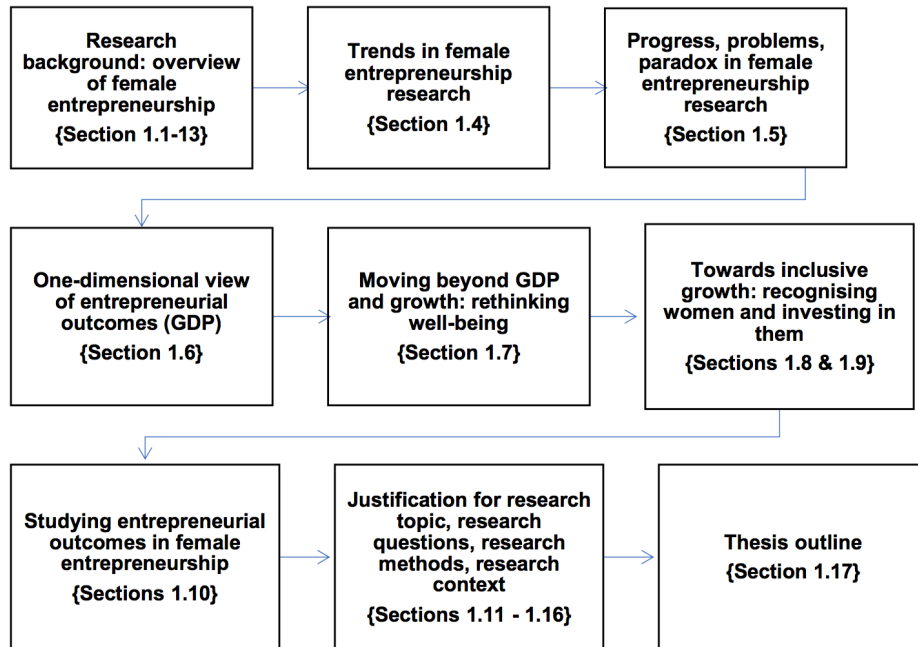 Research
background: overview
of female
entrepreneurship
{Section 1.1-13}
Trends in female
entrepreneurship
research
{Section 1.4}
Progress, problems,
paradox in female
entrepreneurship
research
{Section 1.5}
One-dimensional view
of entrepreneurial
outcomes (GDP)
{Section 1.6}
Moving beyond GDP
and growth: rethinking
well-being
{Section 1.7}
Towards inclusive
growth: recognising
women and investing in
them
{Sections 1.8 & 1.9}
Studying entrepreneurial
outcomes in female
entrepreneurship
{Sections 1.10}
Justification for research
topic, research
questions, research
methods, research
context
{Sections 1.11 - 1.16}
Thesis outline
{Section 1.17}